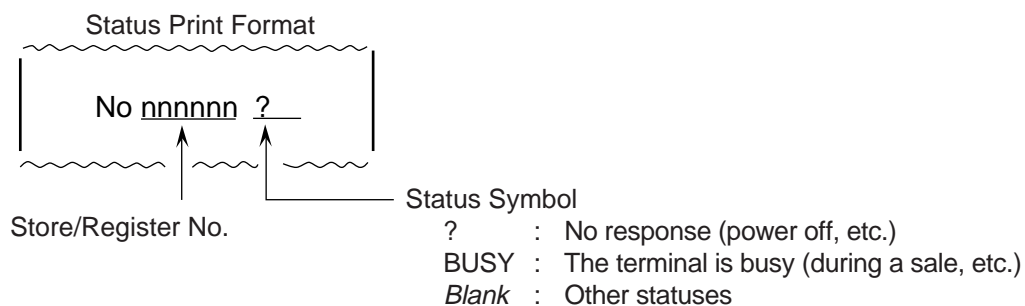 Status Print Format
No nnnnnn ?
Status Symbol
Store/Register No.
? : No response (power off, etc.)
BUSY : The terminal is busy (during a sale, etc.)
Blank : Other statuses